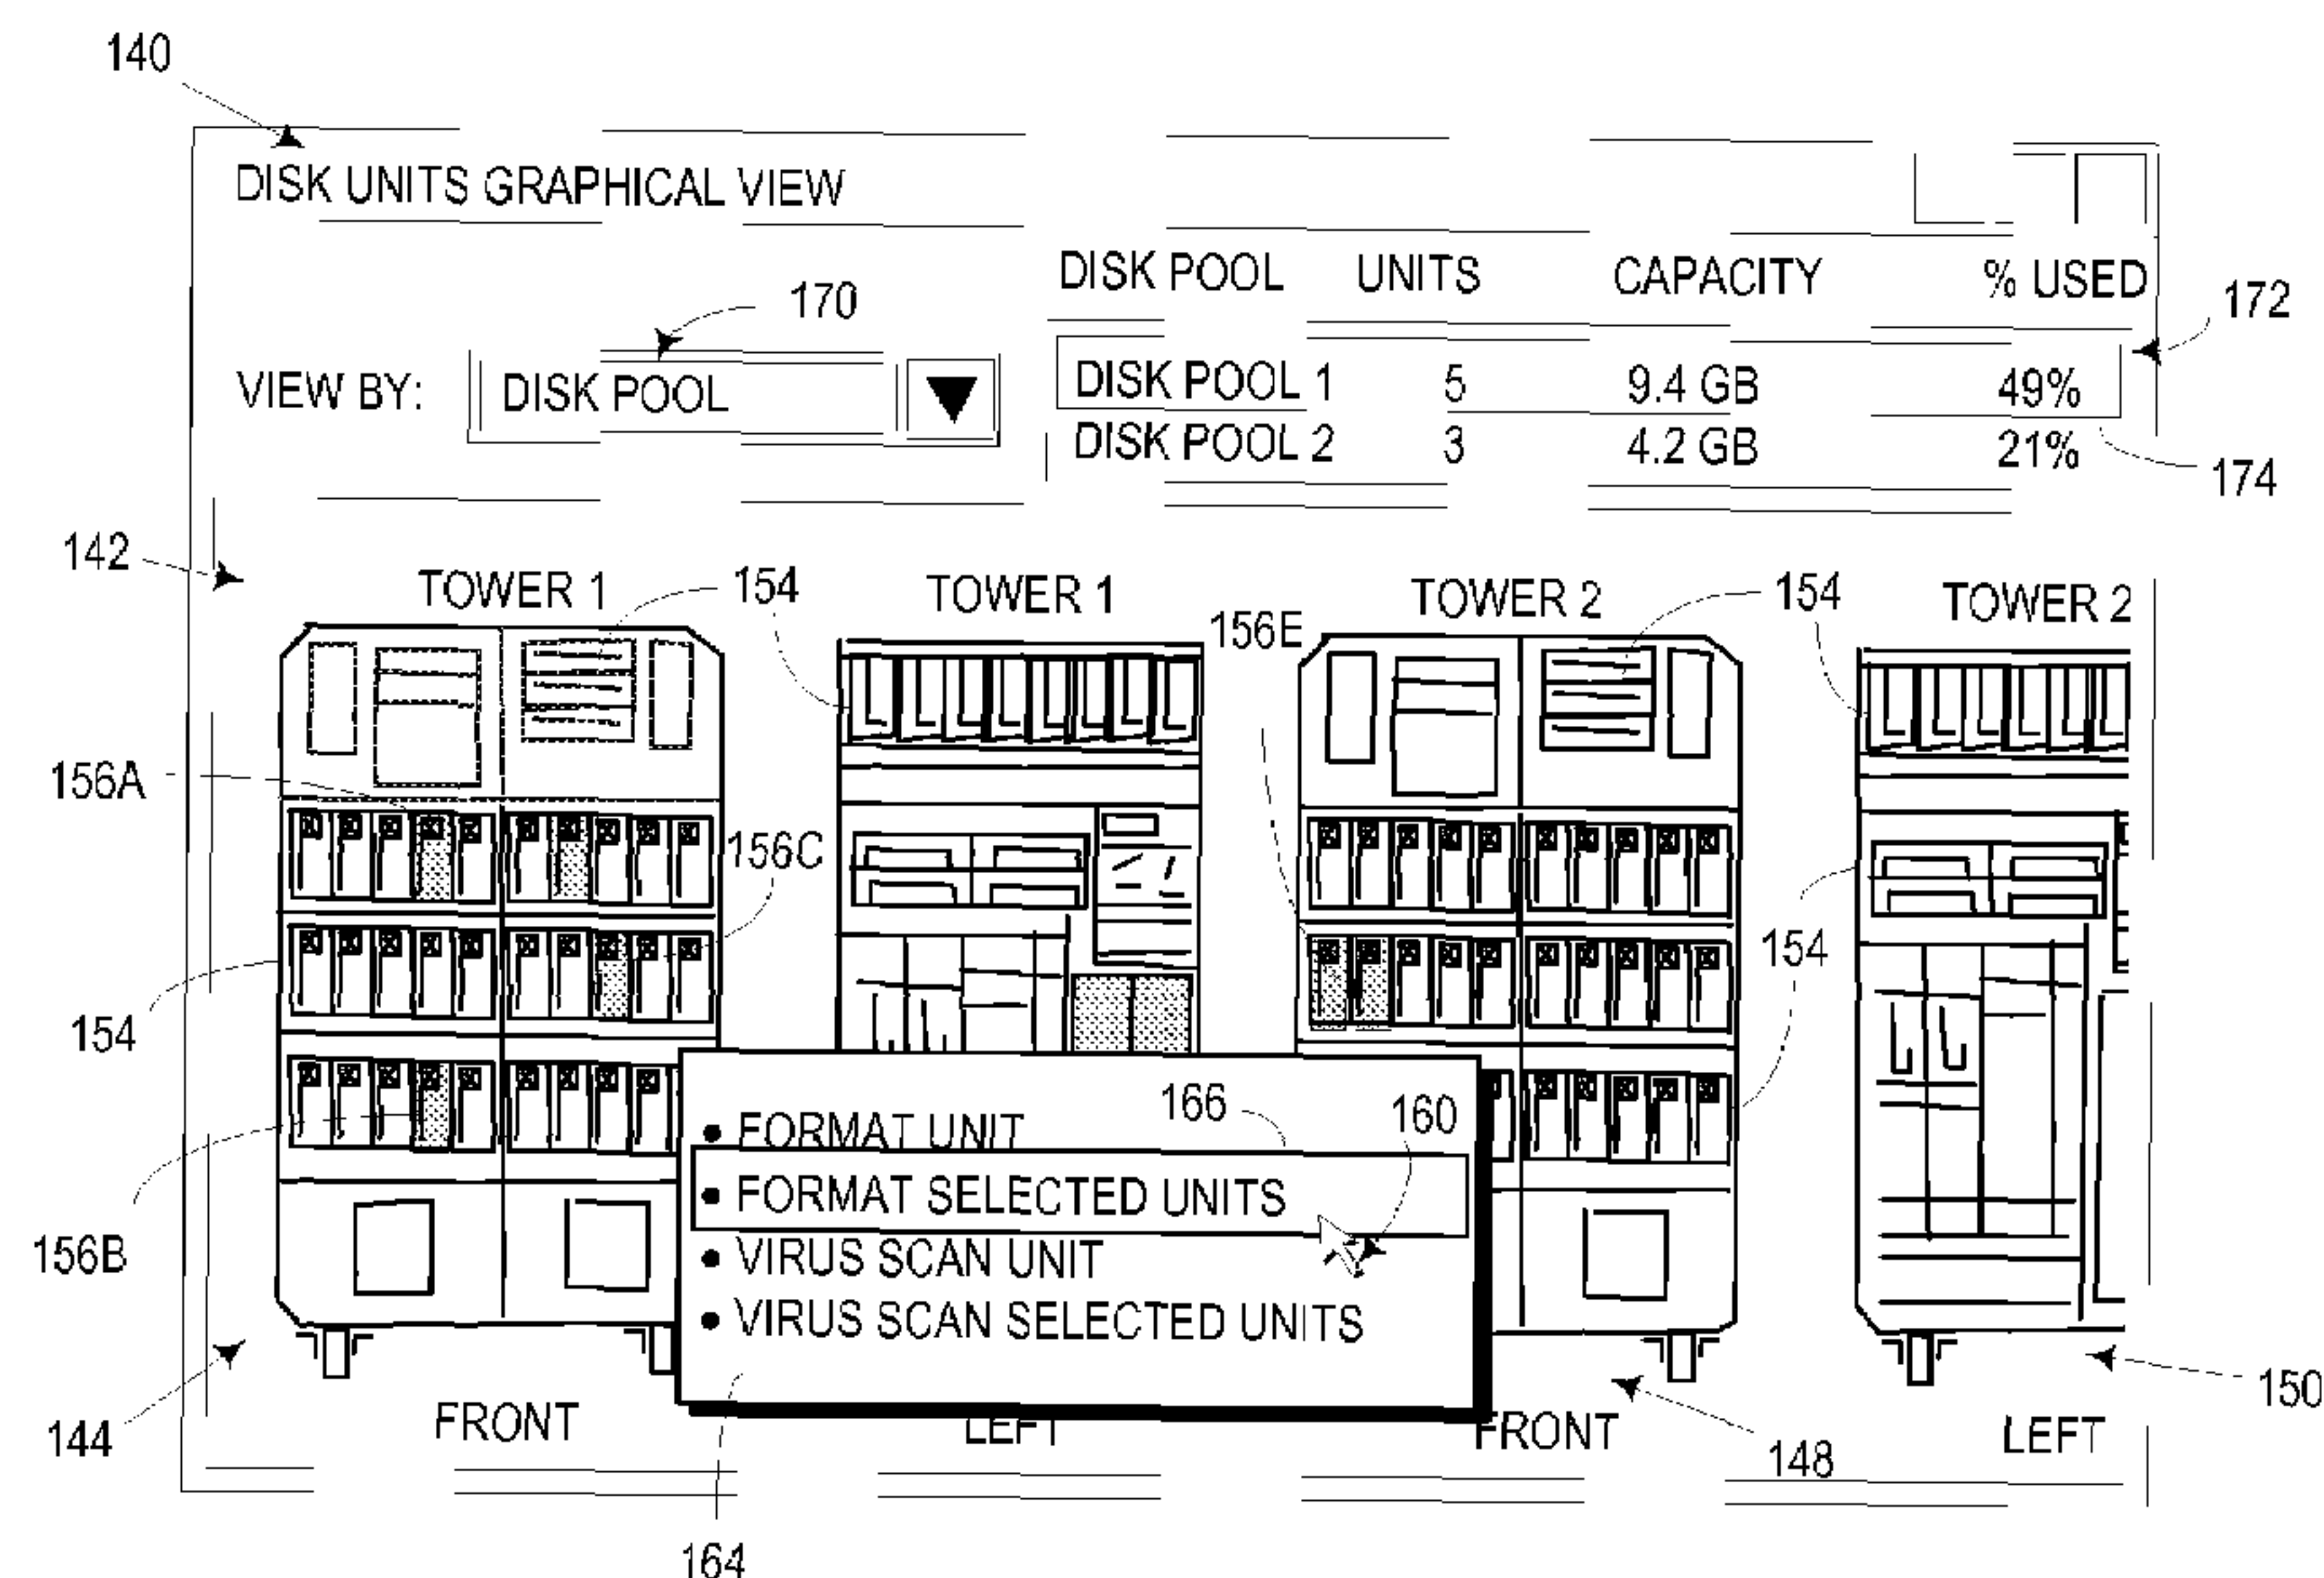 140
DISK UNITS GRAPHICAL VIEW
DISK POOL UNITS CAPACITY % USED
170
172
VIEW BY: DISK POOL
DISK POOL 1 5 9.4 GB 49%
DISK POOL 2 3 4.2 GB 21%
174
142
TOWER 1 154 TOWER 1 TOWER 2 154 TOWER 2
156E
156A
156C
154
154
166 160
• FORMAT UNIT
• FORMAT SELECTED UNITS
156B
• VIRUS SCAN UNIT
• VIRUS SCAN SELECTED UNITS
150
144
FRONT LEFT FRONT LEFT
148
164